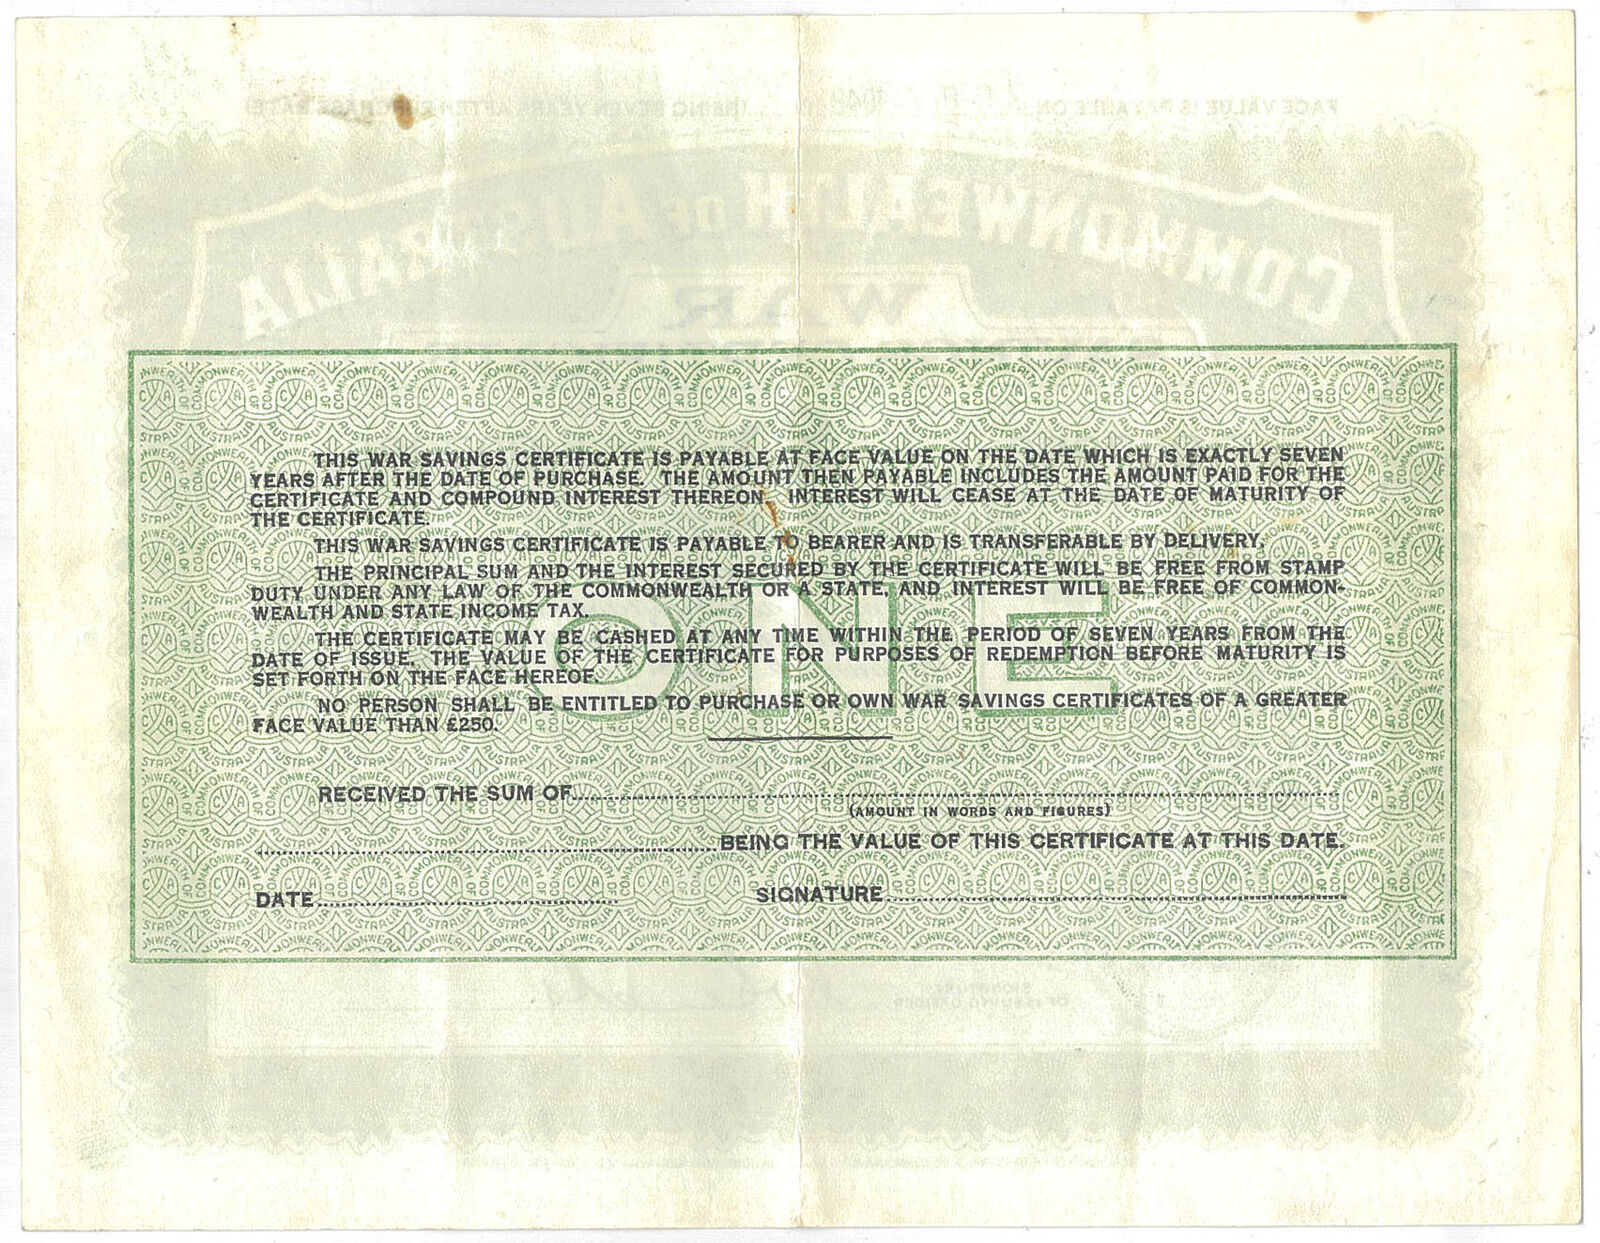 THIS WAR SAVINGS CERTIFICATE IS PAYABLE AT FACE VALUE ON THE DATE WHICH IS EXACTLY SEVEN
YEARS AFTER THE DATE OF PURCHASE. THE AMOUNT THEN PAYABLE INCLUDES THE AMOUNT PAID FOR THE
CERTIFICATE AND COMPOUND INTEREST THEREON. INTEREST WILL CEASE AT THE DATE OF MATURITY OF
THE CERTIFICATE.
THIS WAR SAVINGS CERTIFICATE IS PAYABLE TO BEARER AND IS TRANSFERABLE BY DELIVERY.
THE PRINCIPAL SUM AND THE INTEREST SECURED BY THE CERTIFICATE WILL BE FREE FROM STAMP
DUTY UNDER ANY LAW OF THE COMMONWEALTH OR A STATE, AND INTEREST WILL BE FREE OF COMMON-
WEALTH AND STATE INCOME TAX.
ONE
THE CERTIFICATE MAY BE CASHED AT ANY TIME WITHIN THE PERIOD OF SEVEN YEARS FROM THE
DATE OF ISSUE. THE VALUE OF THE CERTIFICATE FOR PURPOSES OF REDEMPTION BEFORE MATURITY IS
SET FORTH ON THE FACE HEREOF.
NO PERSON SHALL BE ENTITLED TO PURCHASE OR OWN WAR SAVINGS CERTIFICATES OF A GREATER
FACE VALUE THAN £250.
RECEIVED THE SUM OF
(AMOUNT IN WORDS AND FIGURES)
BEING THE VALUE OF THIS CERTIFICATE AT THIS DATE.
DATE SIGNATURE